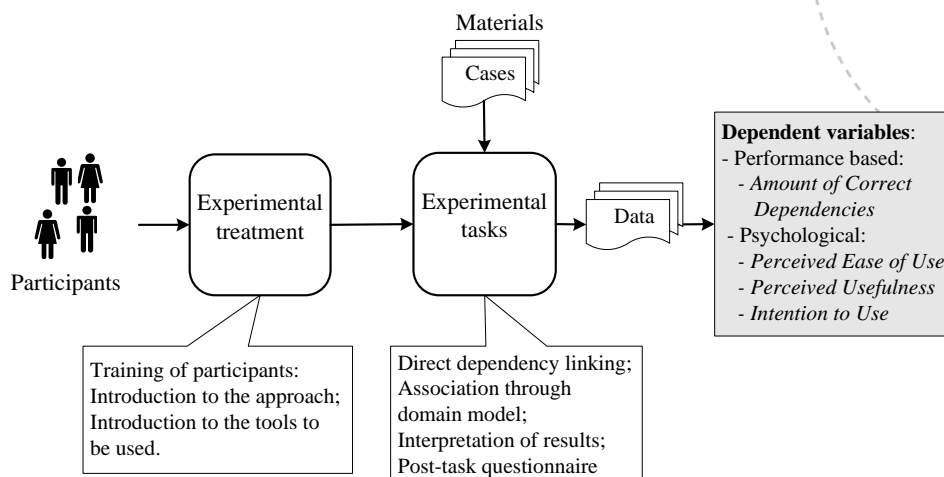 Materials
Cases
Participants
Experimental
treatment
Experimental
tasks
Data
Dependent variables:
- Performance based:
- Amount of Correct
Dependencies
- Psychological:
- Perceived Ease of Use
- Perceived Usefulness
- Intention to Use
Training of participants:
Introduction to the approach;
Introduction to the tools to
be used.
Direct dependency linking;
Association through
domain model;
Interpretation of results;
Post-task questionnaire